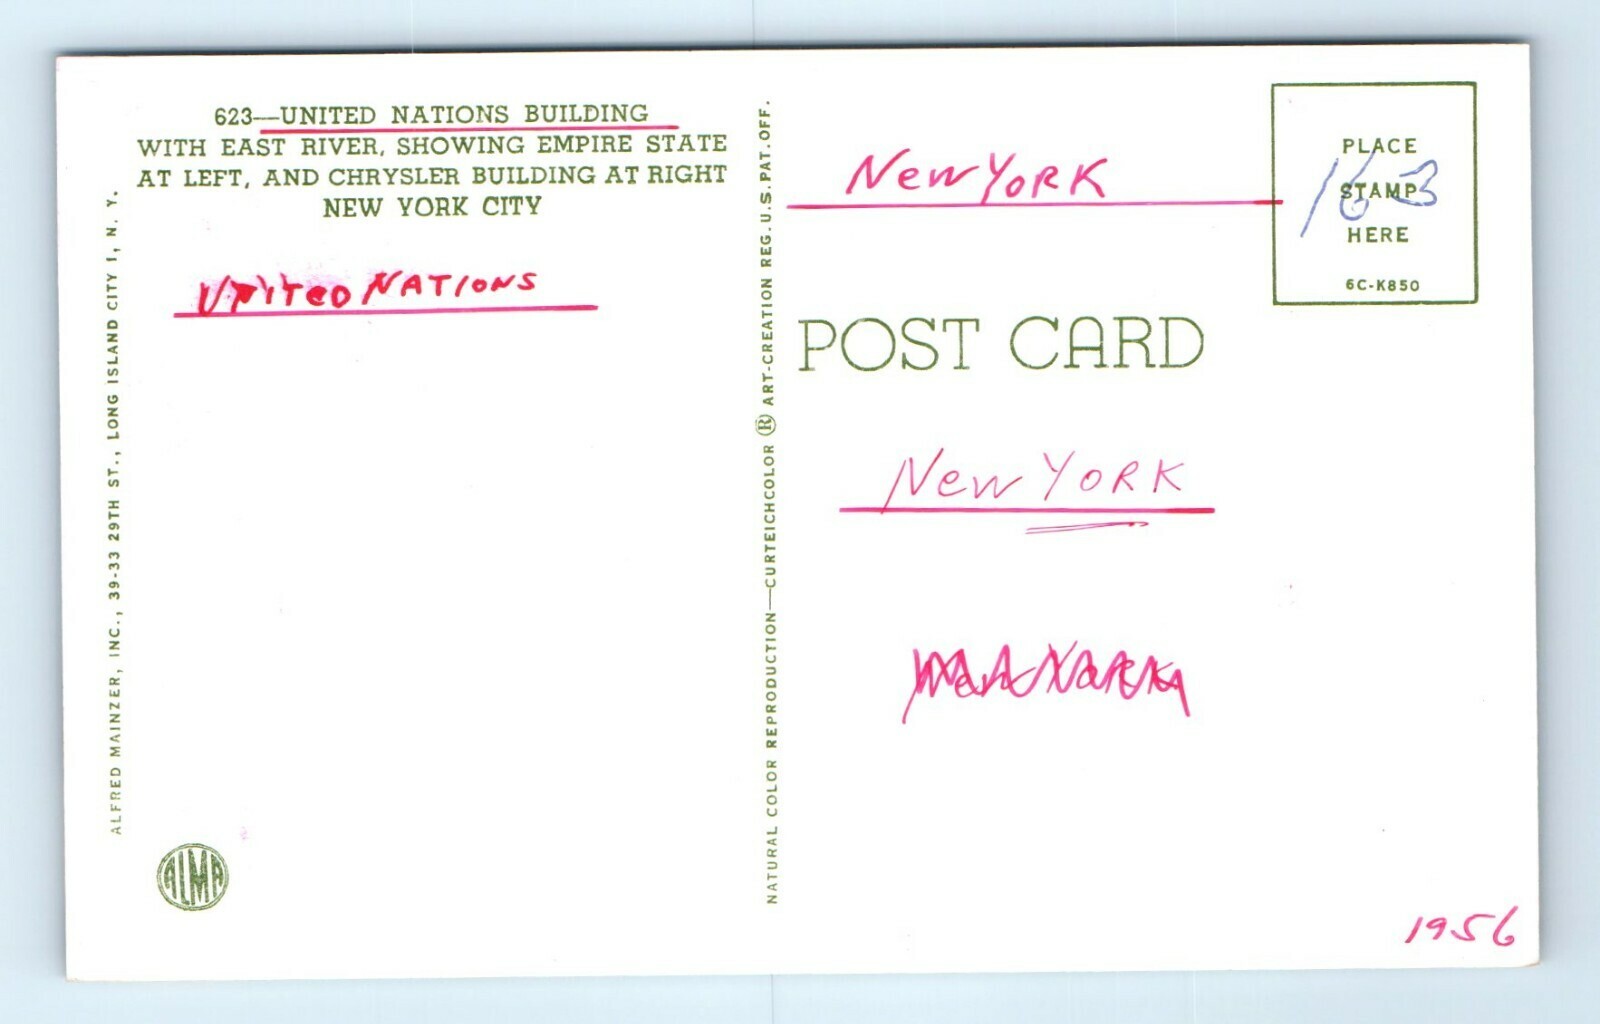 623—UNITED NATIONS BUILDING
WITH EAST RIVER, SHOWING EMPIRE STATE
AT LEFT, AND CHRYSLER BUILDING AT RIGHT
NEW YORK CITY
UNITED NATIONS
ALFRED MAINZER, INC., 39-33 29TH ST., LONG ISLAND CITY 1, N. Y.
ALMA
NATURAL COLOR REPRODUCTION—CURTEICHCOLOR ® ART-CREATION REG. U.S. PAT. OFF.
New YORK
PLACE
STAMP
HERE
6C-K850
POST CARD
New YORK
1956